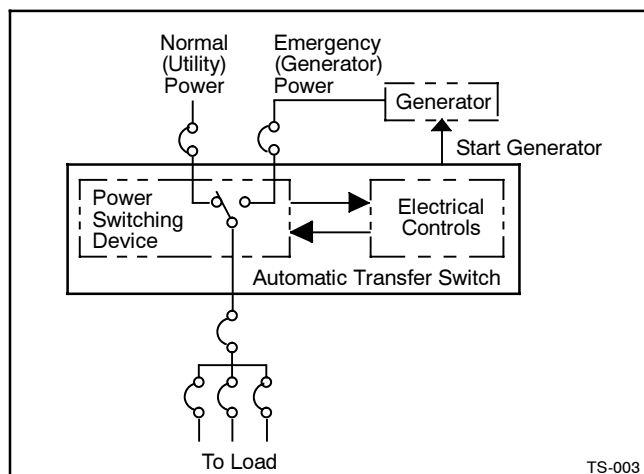 Normal
(Utility)
Power
Emergency
(Generator)
Power
Generator
Start Generator
Power
Switching
Device
Electrical
Controls
Automatic Transfer Switch
To Load
TS-003